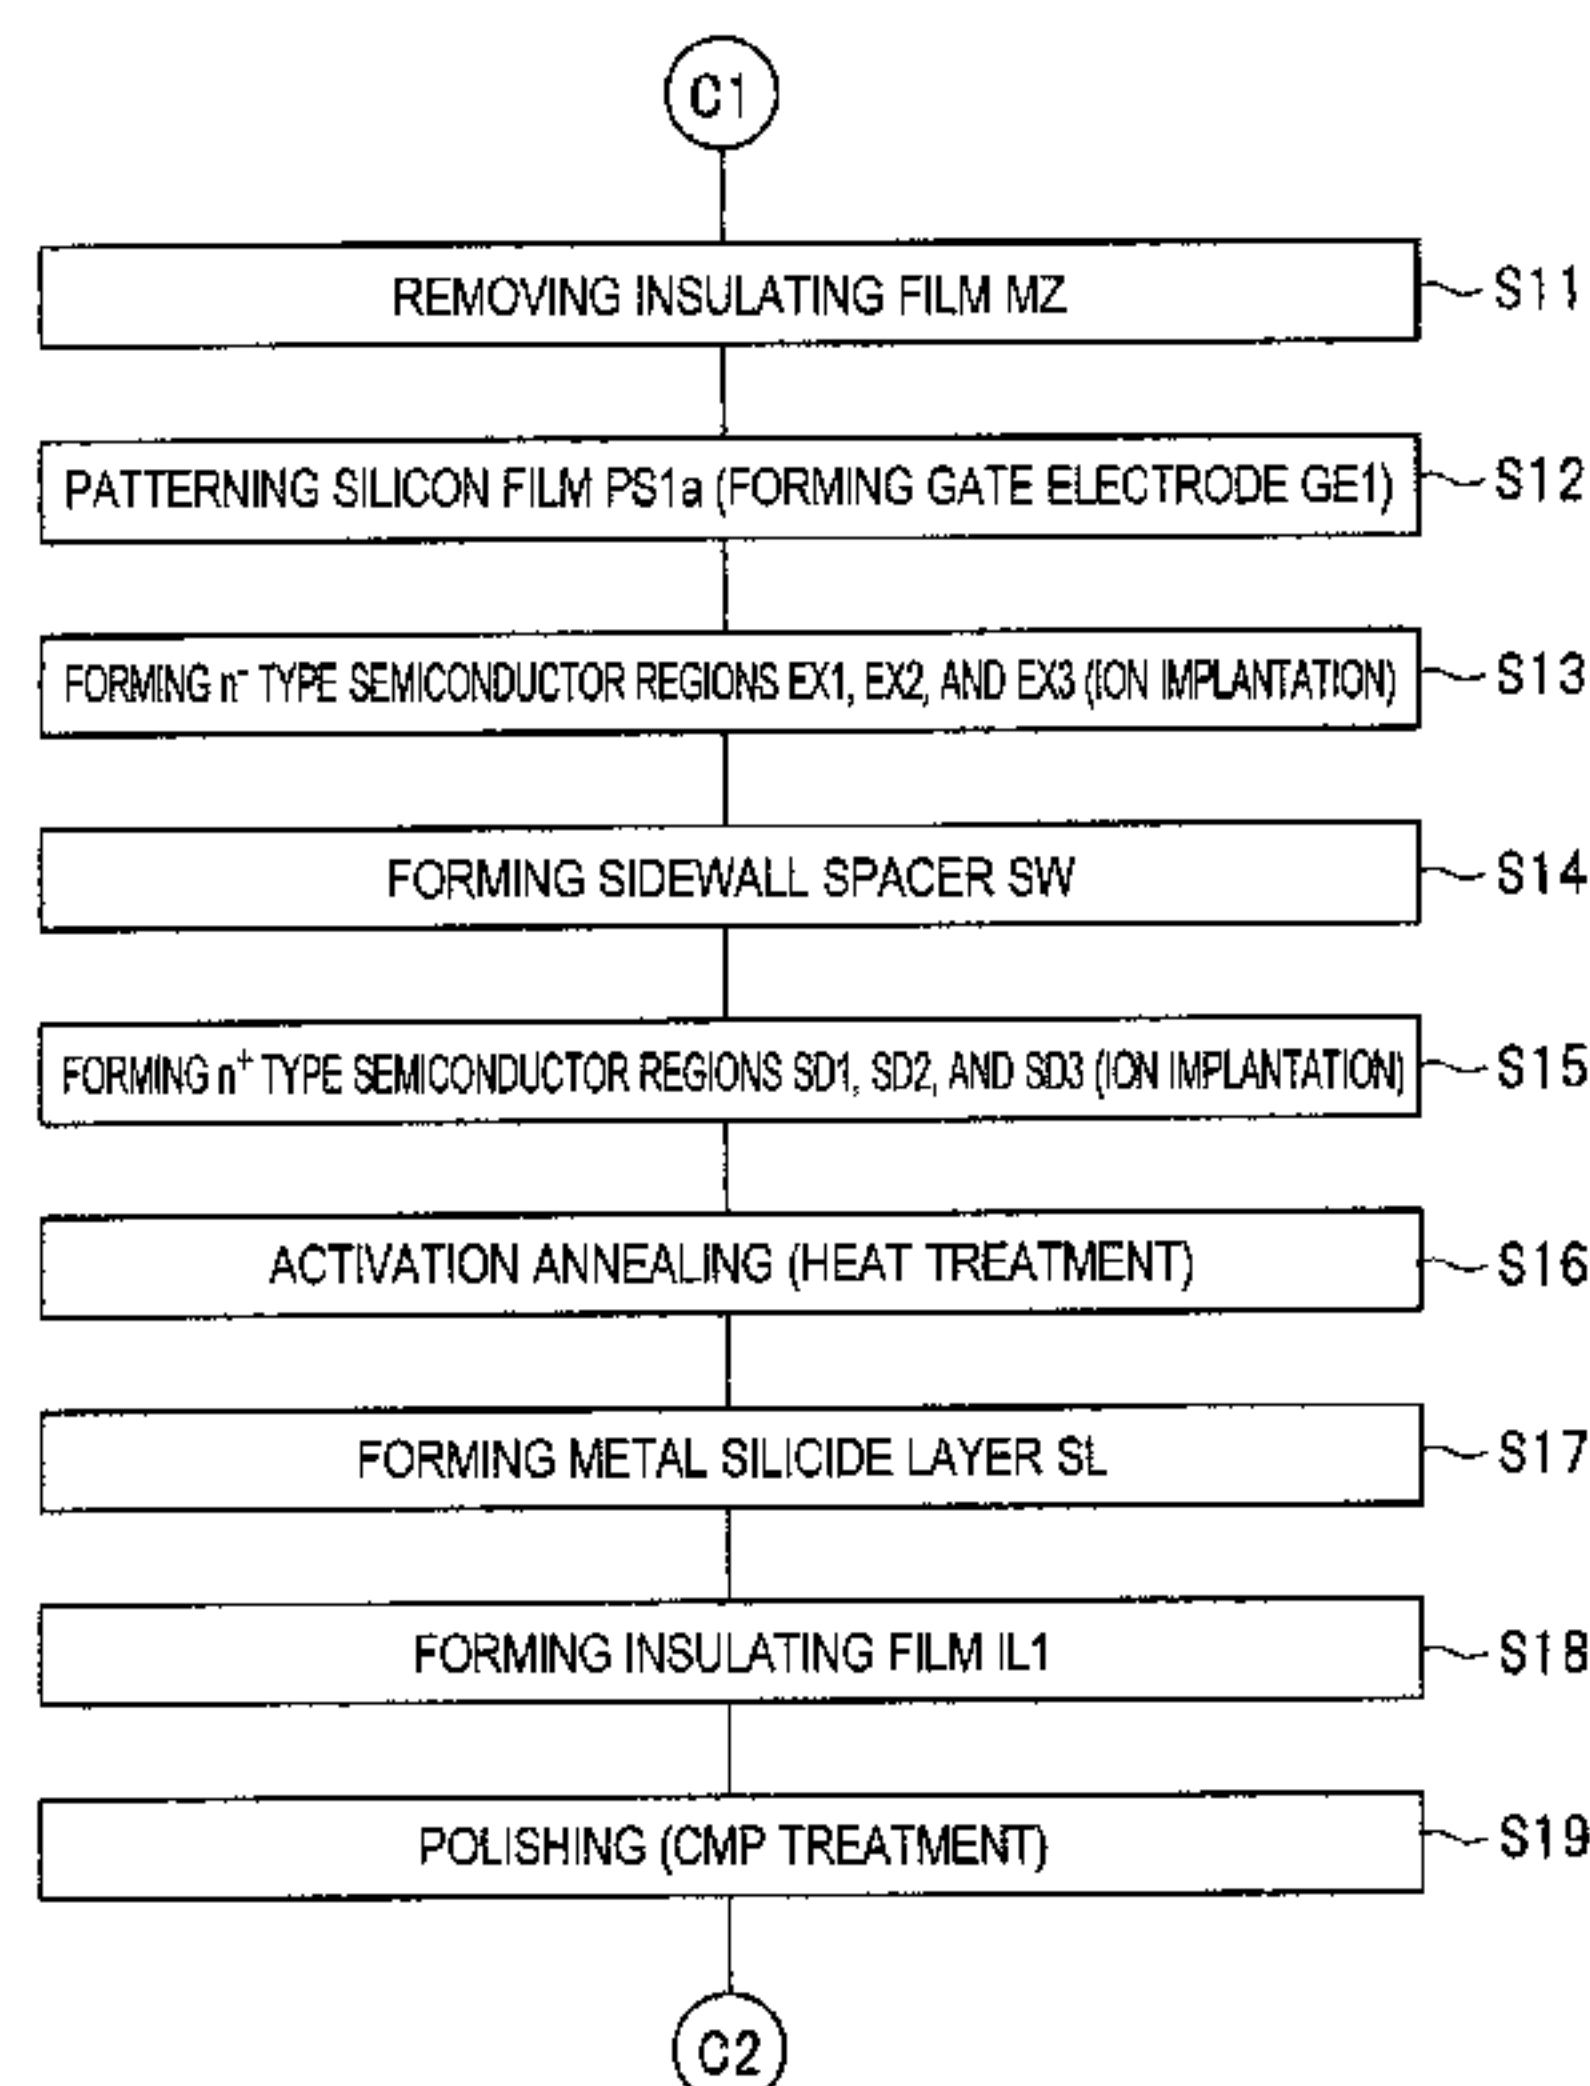 C1
REMOVING INSULATING FILM MZ S11
PATTERNING SILICON FILM PS1a (FORMING GATE ELECTRODE GE1) S12
FORMING n⁻ TYPE SEMICONDUCTOR REGIONS EX1, EX2, AND EX3 (ION IMPLANTATION) S13
FORMING SIDEWALL SPACER SW S14
FORMING n⁺ TYPE SEMICONDUCTOR REGIONS SD1, SD2, AND SD3 (ION IMPLANTATION) S15
ACTIVATION ANNEALING (HEAT TREATMENT) S16
FORMING METAL SILICIDE LAYER SL S17
FORMING INSULATING FILM IL1 S18
POLISHING (CMP TREATMENT) S19
C2